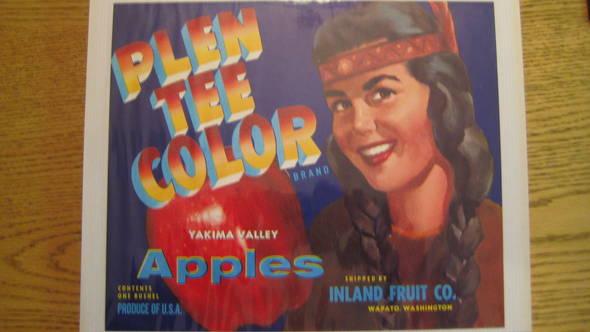 PLEN
TEE
COLOR
BRAND
YAKIMA VALLEY
Apples
CONTENTS
ONE BUSHEL
PRODUCE OF U.S.A.
SHIPPED BY
INLAND FRUIT CO.
WAPATO, WASHINGTON